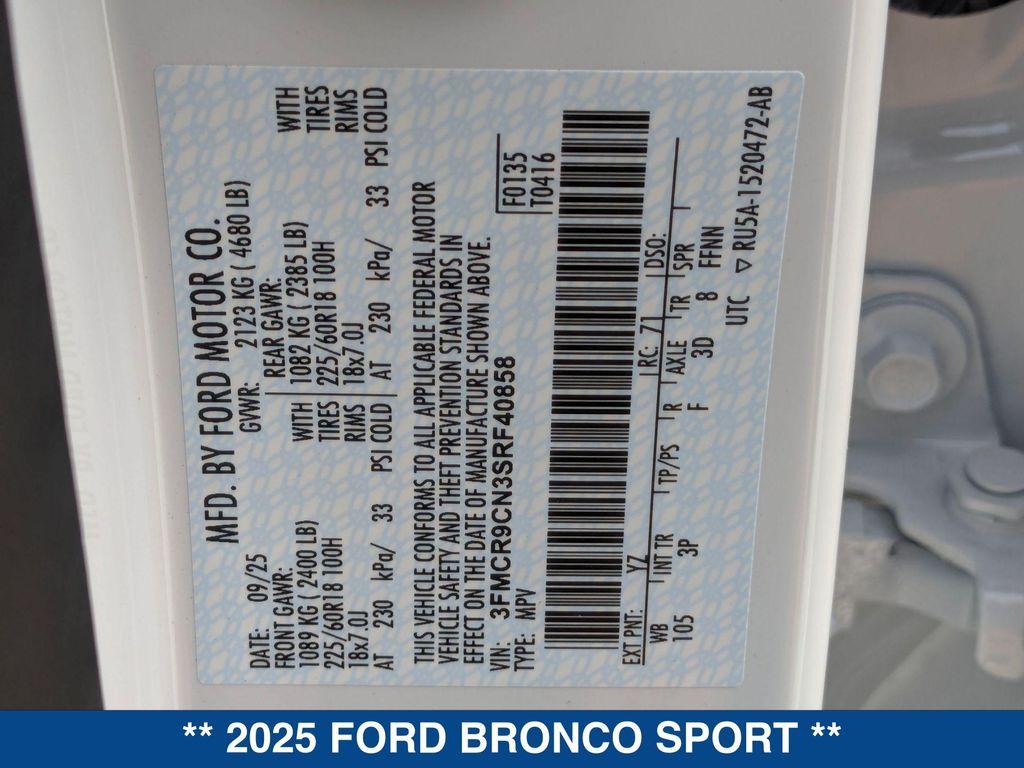 MFD. BY FORD MOTOR CO.
DATE: 09/25 GVWR: 2123 KG ( 4680 LB)
FRONT GAWR: REAR GAWR:
1089 KG ( 2400 LB) WITH 1082 KG ( 2385 LB) WITH
225/60R18 100H TIRES 225/60R18 100H TIRES
18x7.0J RIMS 18x7.0J RIMS
AT 230 kPa/ 33 PSI COLD AT 230 kPa/ 33 PSI COLD
THIS VEHICLE CONFORMS TO ALL APPLICABLE FEDERAL MOTOR
VEHICLE SAFETY AND THEFT PREVENTION STANDARDS IN
EFFECT ON THE DATE OF MANUFACTURE SHOWN ABOVE.
VIN: 3FMCR9CN3SRF40858 F0135
TYPE: MPV T0416
EXT PNT: YZ RC: 71 DSO:
WB INT TR TP/PS R AXLE TR SPR
105 3P F 3D 8 FFNN
UTC ▽ RU5A-1520472-AB
** 2025 FORD BRONCO SPORT **